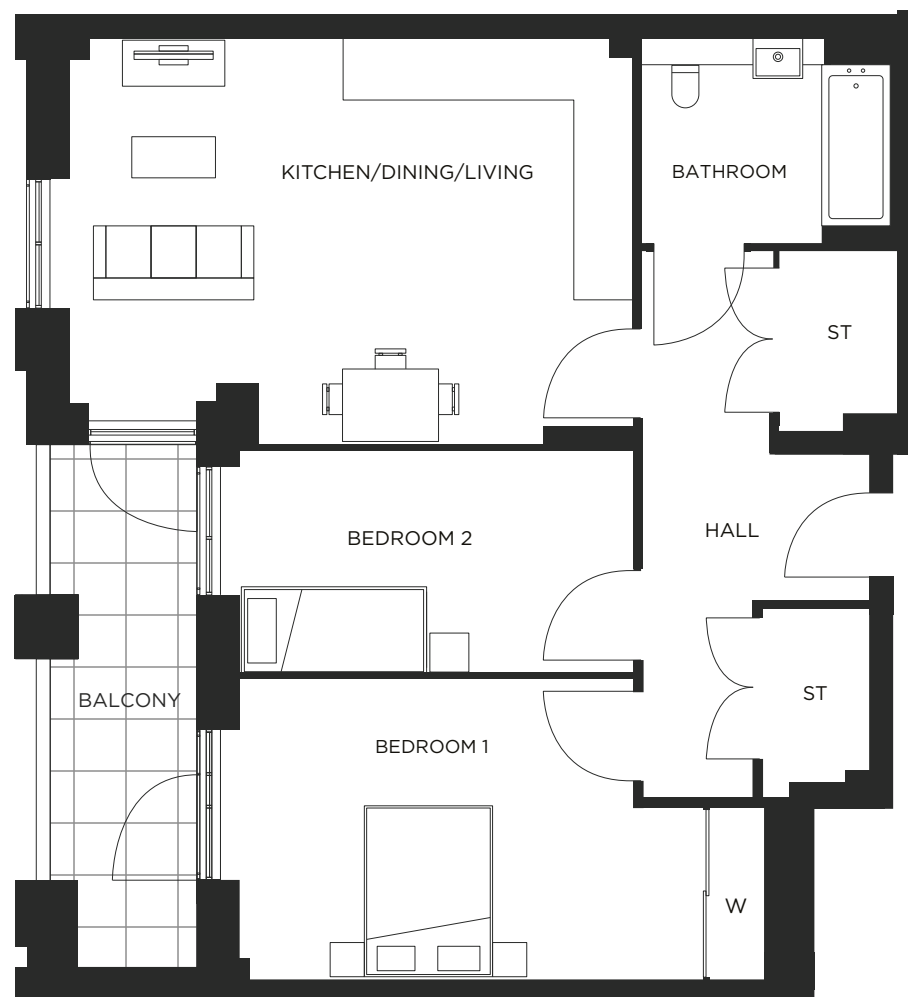 KITCHEN/DINING/LIVING
BATHROOM
ST
HALL
BEDROOM 2
BALCONY
ST
BEDROOM 1
W